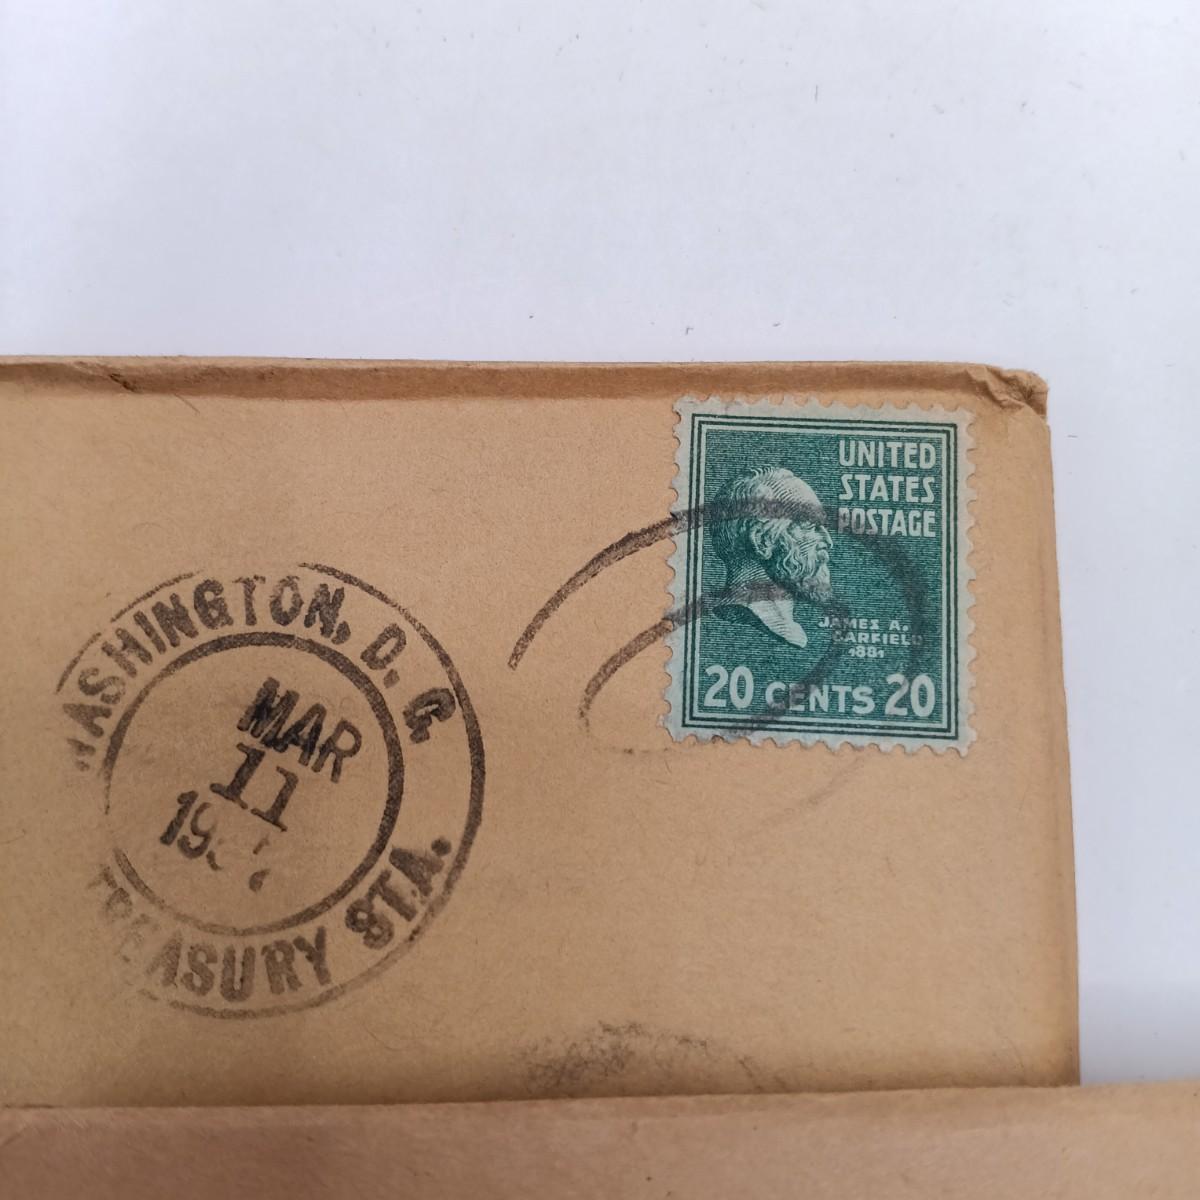 UNITED
STATES
POSTAGE
JAMES A.
GARFIELD
1881
20 CENTS 20
WASHINGTON, D. C.
MAR
11
TREASURY STA.